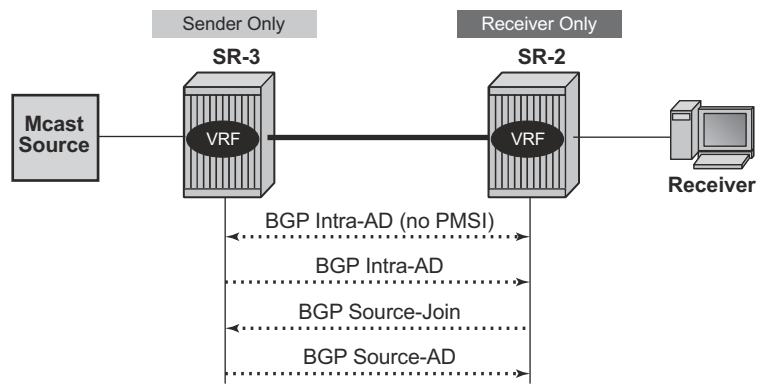 Sender Only
Receiver Only
SR-3
SR-2
Mcast
Source
VRF
VRF
Receiver
BGP Intra-AD (no PMSI)
BGP Intra-AD
BGP Source-Join
BGP Source-AD